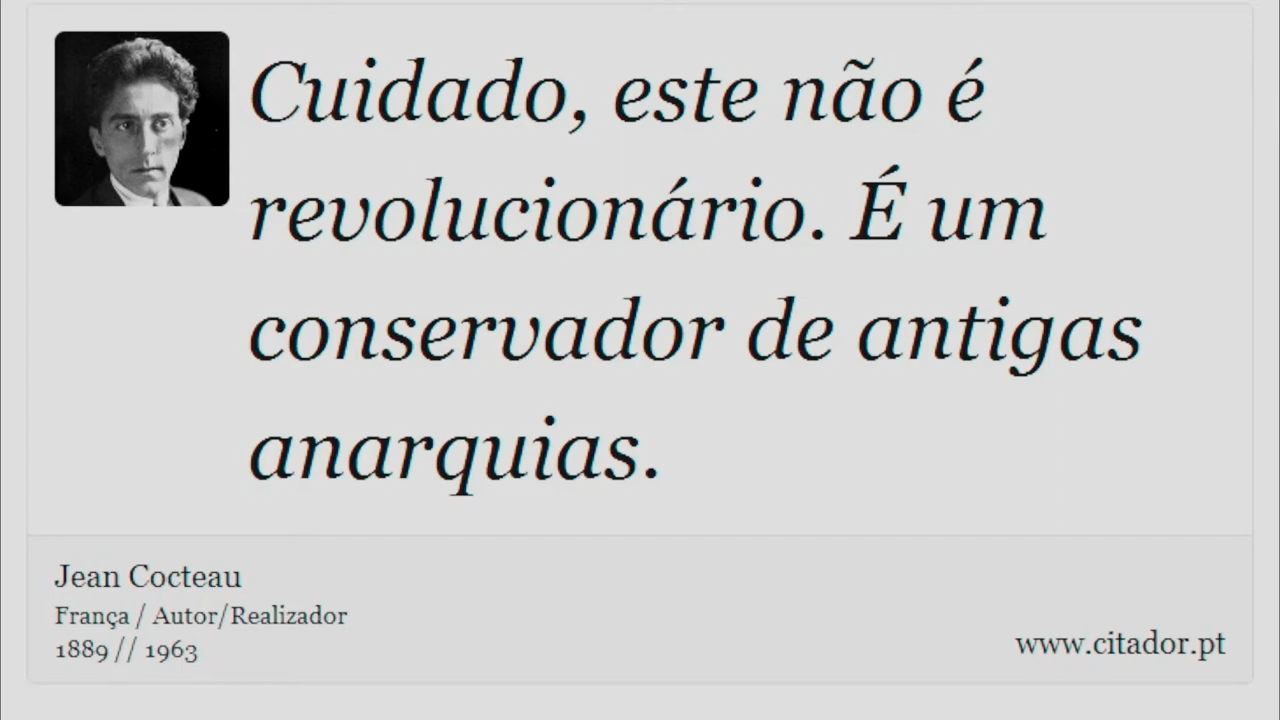 Cuidado, este não é
revolucionário. É um
conservador de antigas
anarquias.
Jean Cocteau
França / Autor/Realizador
1889 // 1963
www.citador.pt